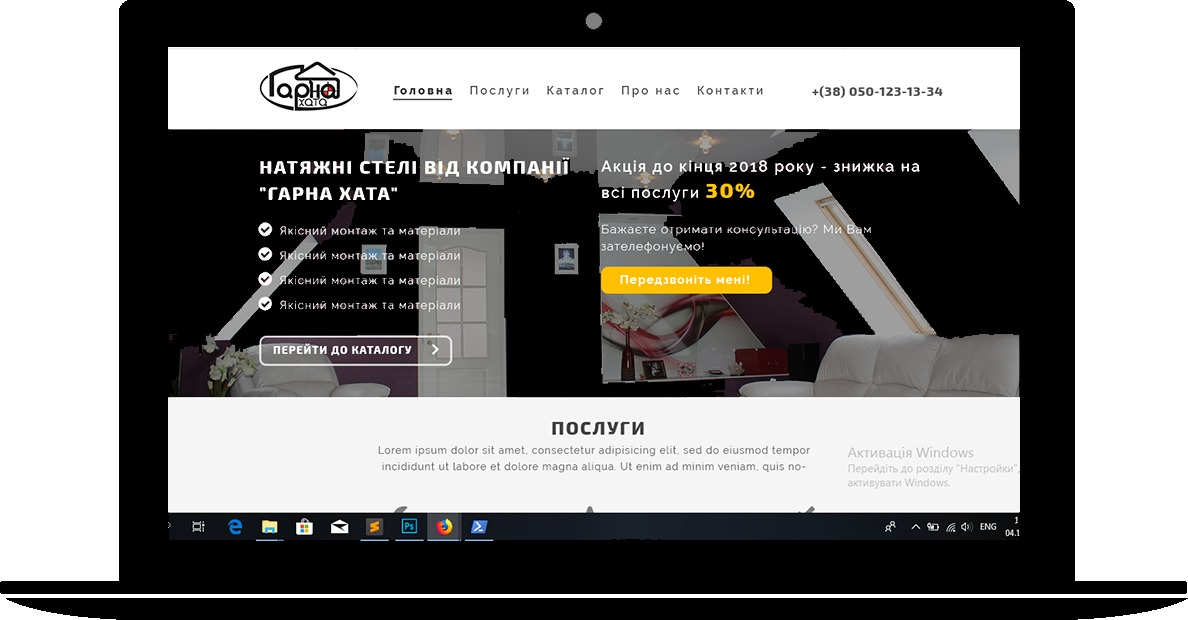 Гарна
ХАТА
Головна Послуги Каталог Про нас Контакти +(38) 050-123-13-34
НАТЯЖНІ СТЕЛІ ВІД КОМПАНІЇ
"ГАРНА ХАТА"
Якісний монтаж та матеріали
Якісний монтаж та матеріали
Якісний монтаж та матеріали
Якісний монтаж та матеріали
ПЕРЕЙТИ ДО КАТАЛОГУ
Акція до кінця 2018 року - знижка на
всі послуги 30%
Бажаєте отримати консультацію? Ми Вам
зателефонуємо!
Передзвоніть мені!
ПОСЛУГИ
Lorem ipsum dolor sit amet, consectetur adipisicing elit, sed do eiusmod tempor
incididunt ut labore et dolore magna aliqua. Ut enim ad minim veniam, quis no-
Активація Windows
Перейдіть до розділу "Настройки",
активувати Windows.
Ps
ENG
04.1